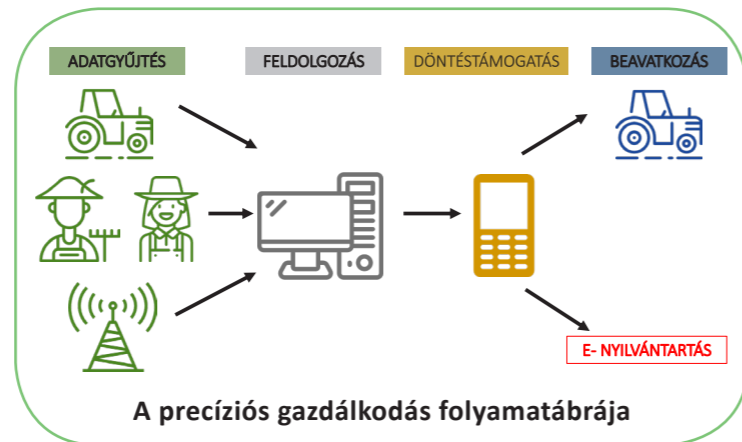 ADATGYŰJTÉS
FELDOLGOZÁS
DÖNTÉSTÁMOGATÁS
BEAVATKOZÁS
E- NYILVÁNTARTÁS
A precíziós gazdálkodás folyamatábrája